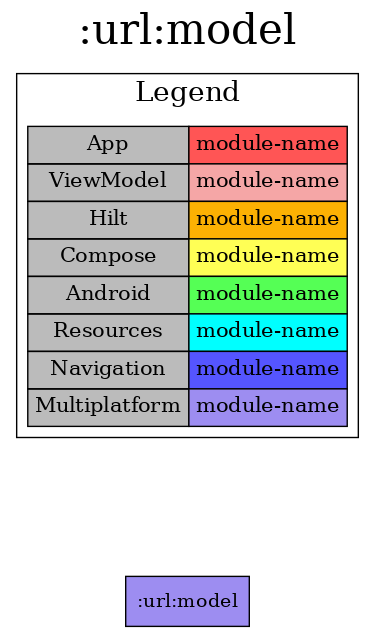 :url:model
Legend
App module-name
ViewModel module-name
Hilt module-name
Compose module-name
Android module-name
Resources module-name
Navigation module-name
Multiplatform module-name
:url:model